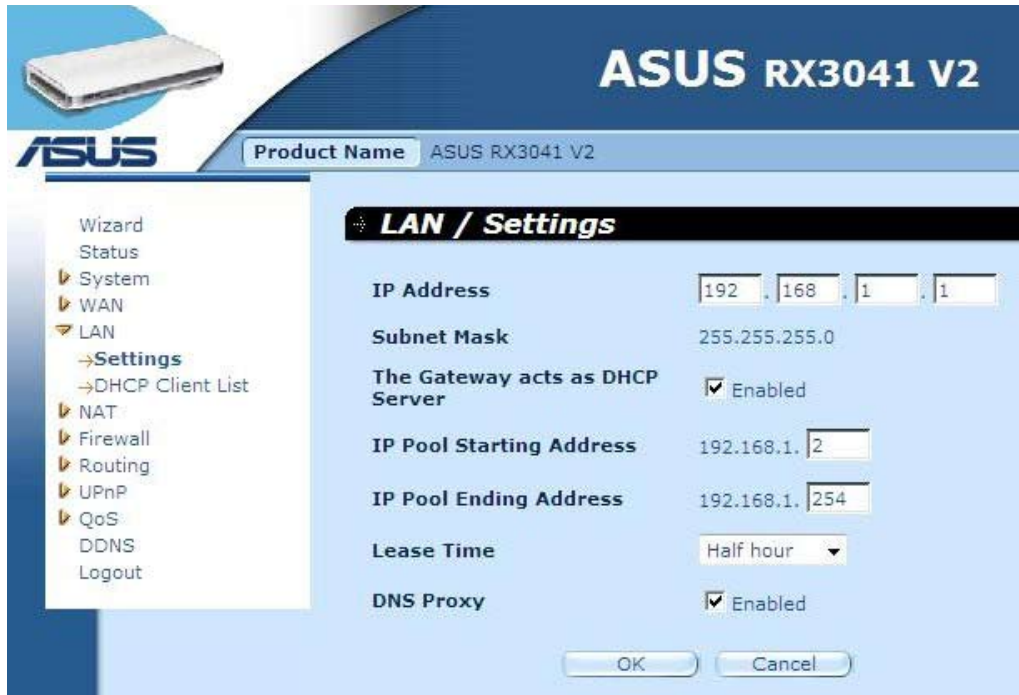 ASUS RX3041 V2
ASUS
Product Name ASUS RX3041 V2
Wizard
Status
System
WAN
LAN
→Settings
→DHCP Client List
NAT
Firewall
Routing
UPnP
QoS
DDNS
Logout
LAN / Settings
IP Address 192 . 168 . 1 . 1
Subnet Mask 255.255.255.0
The Gateway acts as DHCP
Server Enabled
IP Pool Starting Address 192.168.1. 2
IP Pool Ending Address 192.168.1. 254
Lease Time Half hour
DNS Proxy Enabled
OK Cancel